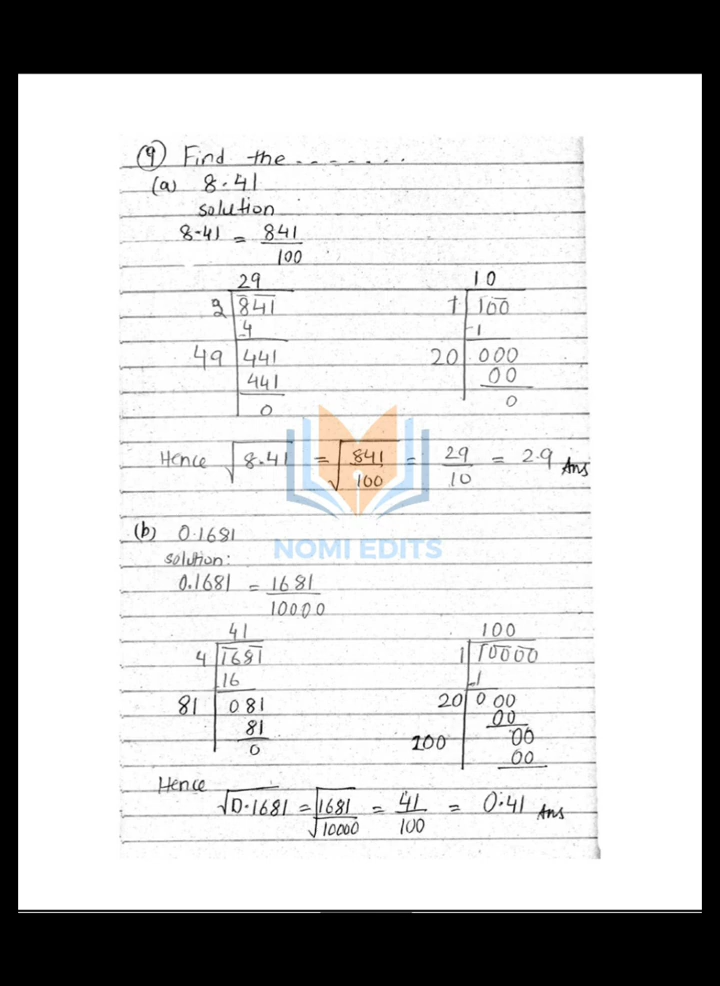 (9) Find the - - - - - - -
(a) 8.41
solution
8.41 = 841/100
29 10
2 841 1 100
-4 -1
49 441 20 000
441 00
0 0
Hence √8.41 = √841/100 = 29/10 = 2.9 Ans
(b) 0.1681
NOMI EDITS
solution:
0.1681 = 1681/10000
41 100
4 1681 1 10000
16 -1
81 081 20 000
81 00
0 200 00
00
Hence
√0.1681 = √1681/10000 = 41/100 = 0.41 Ans